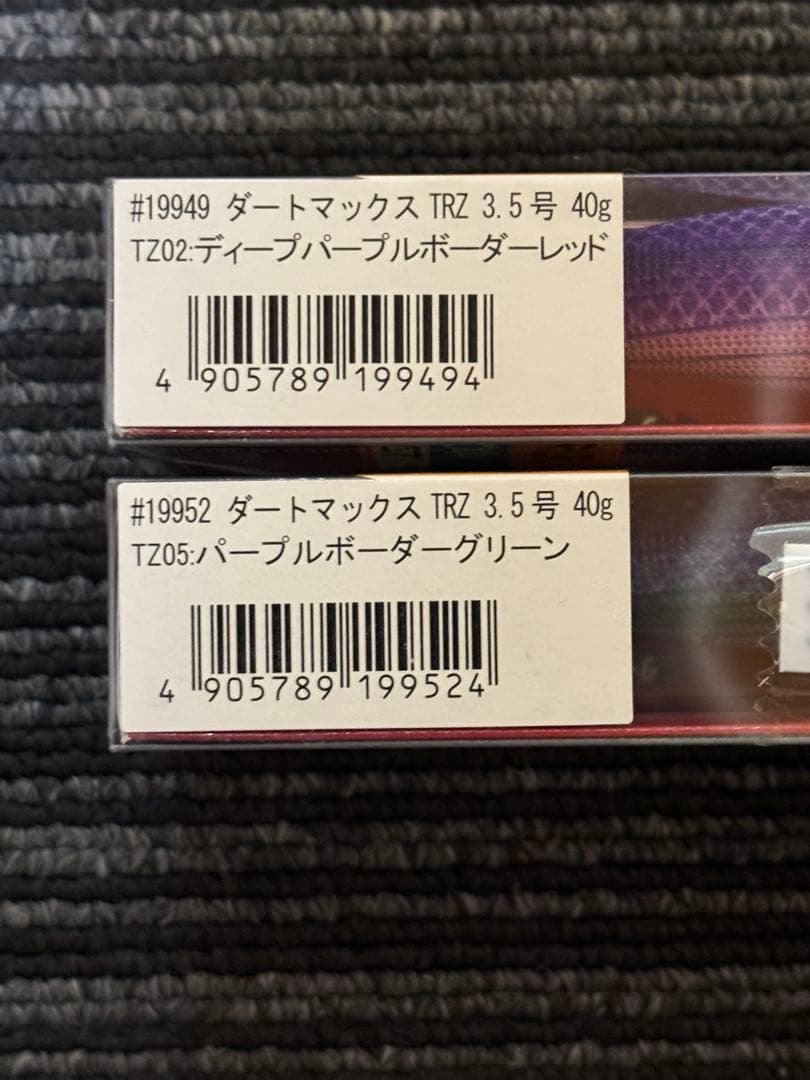 #19949 ダートマックス TRZ 3.5号 40g
TZ02:ディープパープルボーダーレッド
4 905789 199494
#19952 ダートマックス TRZ 3.5号 40g
TZ05:パープルボーダーグリーン
4 905789 199524